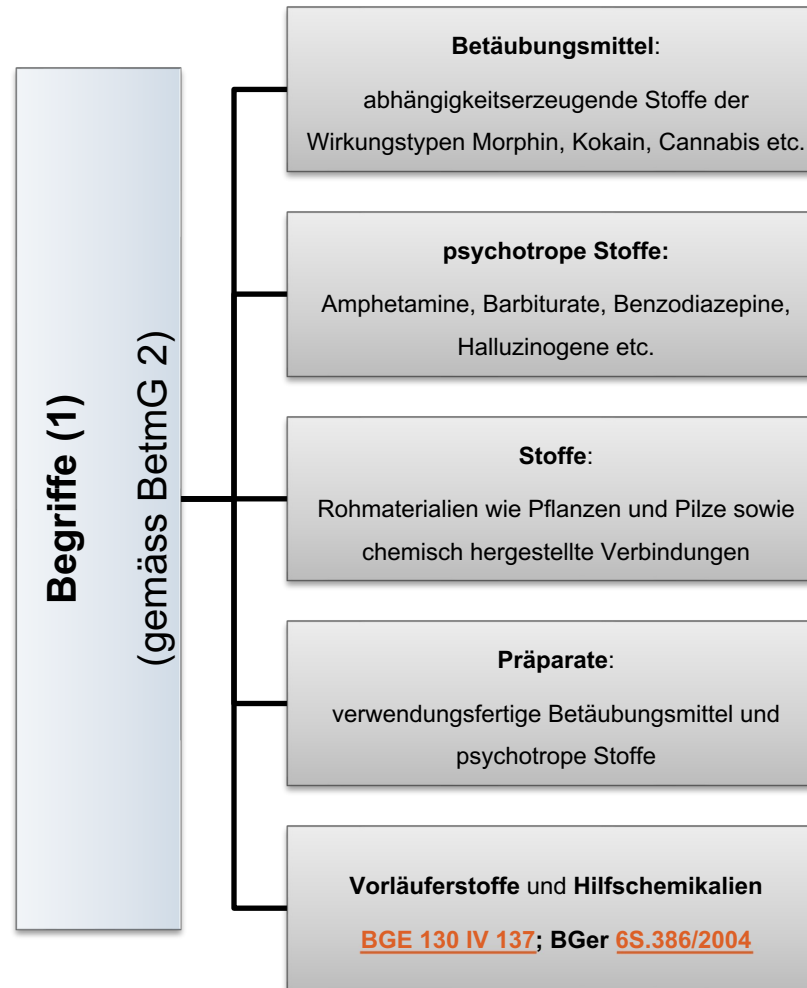 Begriffe (1)
(gemäss BetmG 2)
Betäubungsmittel:
abhängigkeitserzeugende Stoffe der
Wirkungstypen Morphin, Kokain, Cannabis etc.
psychotrope Stoffe:
Amphetamine, Barbiturate, Benzodiazepine,
Halluzinogene etc.
Stoffe:
Rohmaterialien wie Pflanzen und Pilze sowie
chemisch hergestellte Verbindungen
Präparate:
verwendungsfertige Betäubungsmittel und
psychotrope Stoffe
Vorläuferstoffe und Hilfschemikalien
BGE 130 IV 137; BGer 6S.386/2004